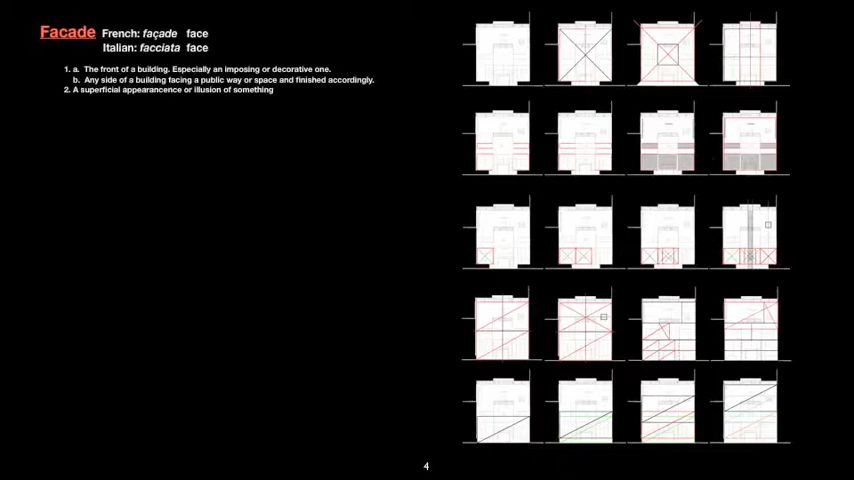 Facade French: façade face
Italian: facciata face
1. a. The front of a building. Especially an imposing or decorative one.
b. Any side of a building facing a public way or space and finished accordingly.
2. A superficial appearancence or illusion of something
4